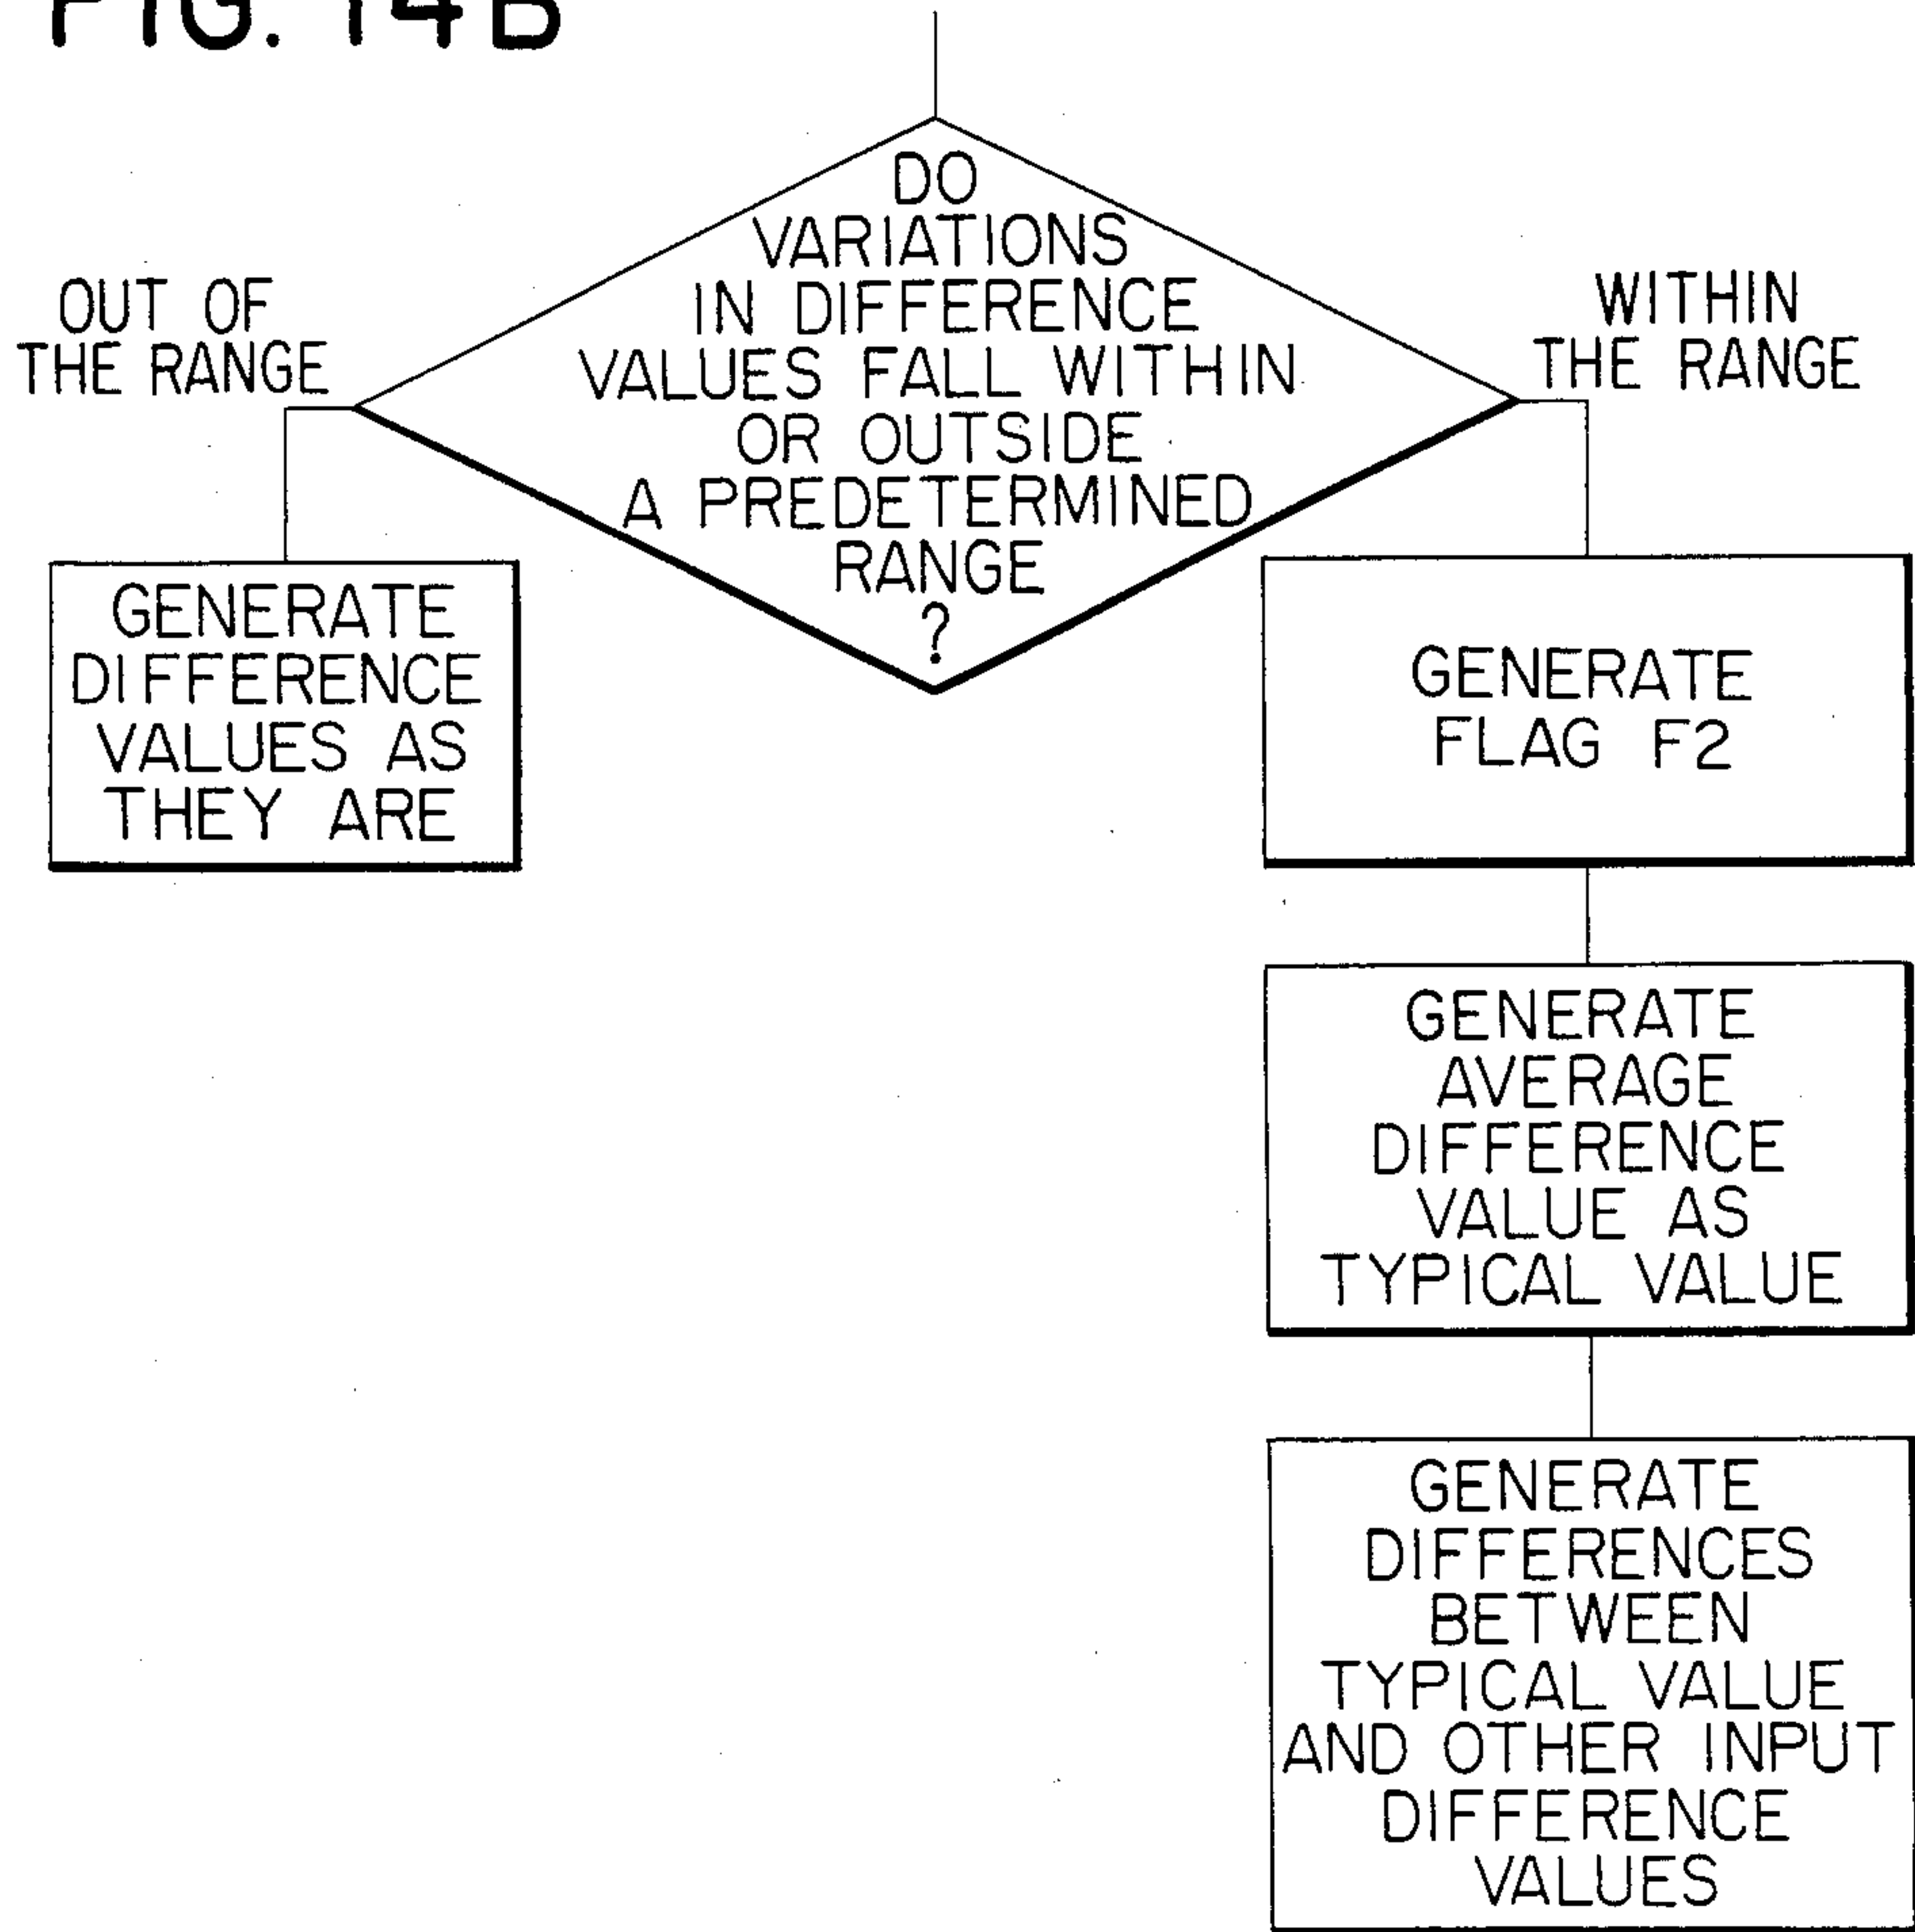 FIG. 14B
DO
VARIATIONS
IN DIFFERENCE
VALUES FALL WITHIN
OR OUTSIDE
A PREDETERMINED
RANGE
?
OUT OF
THE RANGE
WITHIN
THE RANGE
GENERATE
DIFFERENCE
VALUES AS
THEY ARE
GENERATE
FLAG F2
GENERATE
AVERAGE
DIFFERENCE
VALUE AS
TYPICAL VALUE
GENERATE
DIFFERENCES
BETWEEN
TYPICAL VALUE
AND OTHER INPUT
DIFFERENCE
VALUES